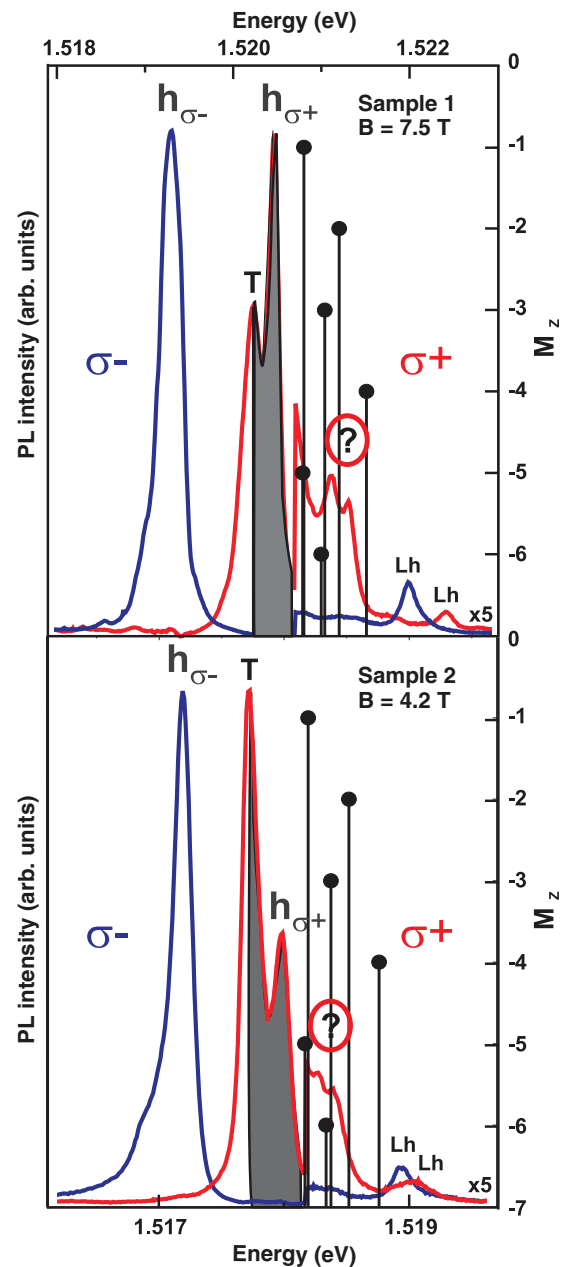 Energy (eV)
1.518 1.520 1.522
0
hσ- hσ+ Sample 1
B = 7.5 T
-1
-2
T -3
σ- σ+
-4
?
-5
-6
Lh Lh
x5
PL intensity (arb. units)
Mz
0
hσ- T Sample 2
B = 4.2 T
-1
-2
-3
hσ+
σ- σ+
-4
?
-5
-6
Lh Lh
x5
-7
PL intensity (arb. units)
Mz
1.517 1.519
Energy (eV)